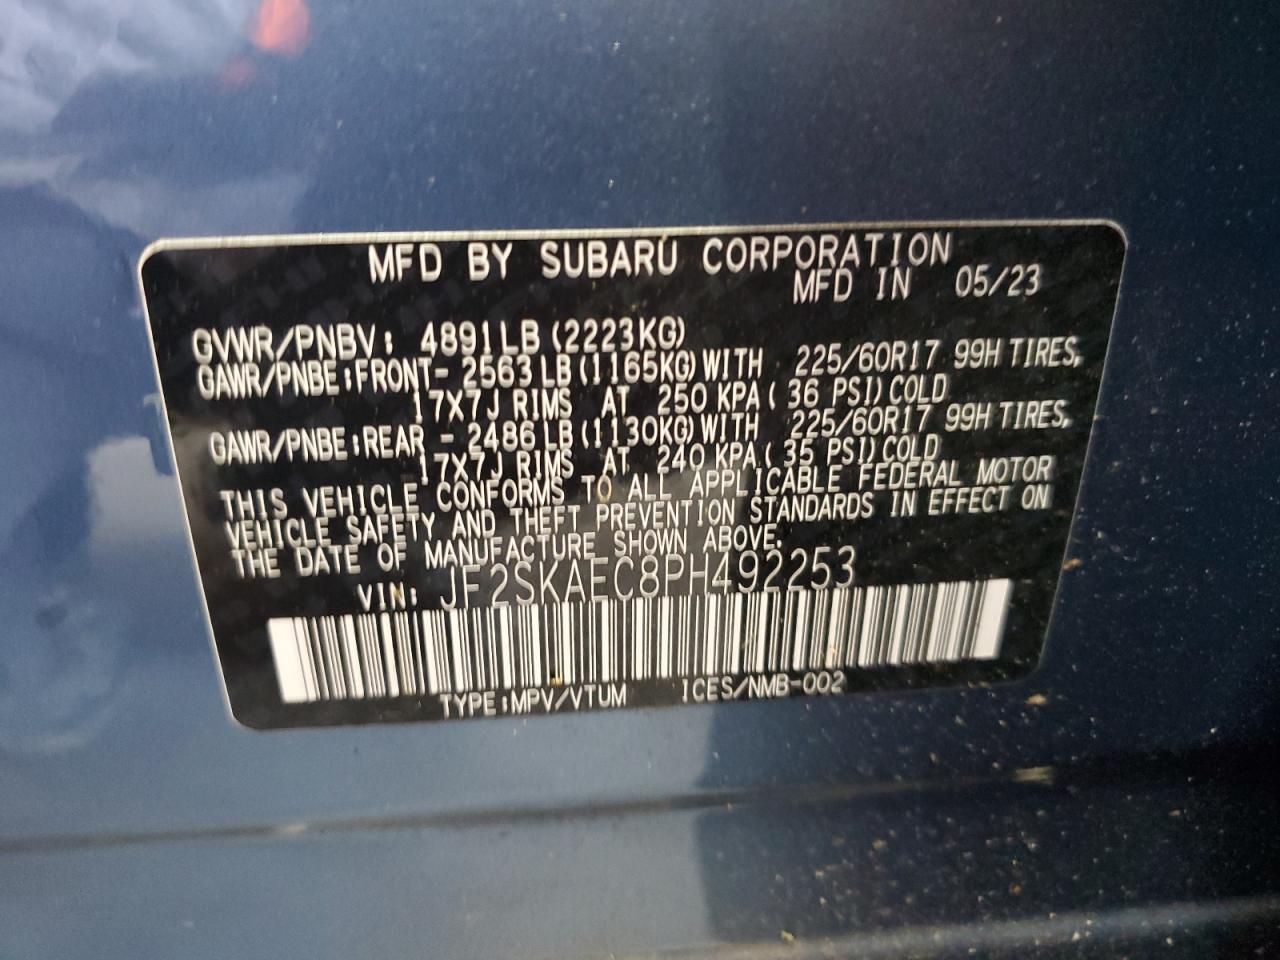 MFD BY SUBARU CORPORATION
MFD IN 05/23
GVWR/PNBV: 4891LB (2223KG)
GAWR/PNBE:FRONT- 2563 LB (1165KG) WITH 225/60R17 99H TIRES,
17X7J RIMS AT 250 KPA( 36 PSI) COLD
GAWR/PNBE:REAR - 2486 LB (1130KG) WITH 225/60R17 99H TIRES,
17X7J RIMS AT 240 KPA( 35 PSI) COLD
THIS VEHICLE CONFORMS TO ALL APPLICABLE FEDERAL MOTOR
VEHICLE SAFETY AND THEFT PREVENTION STANDARDS IN EFFECT ON
THE DATE OF MANUFACTURE SHOWN ABOVE.
VIN: JF2SKAEC8PH492253
TYPE:MPV/VTUM ICES/NMB-002